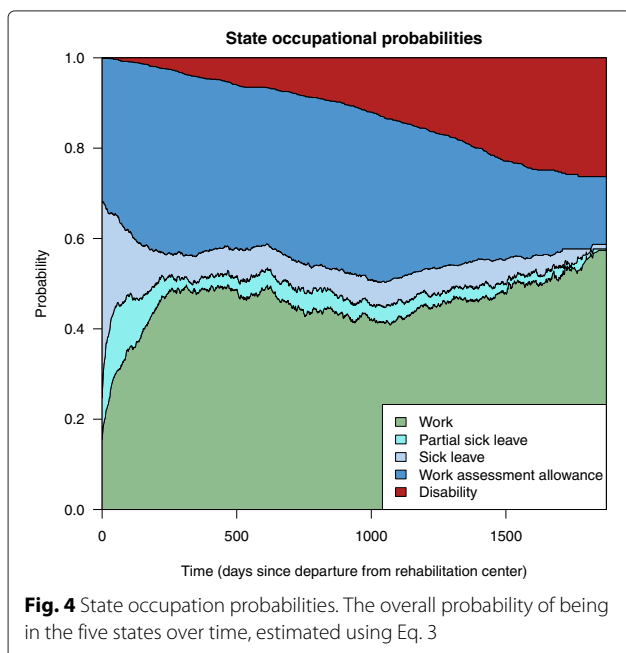 State occupational probabilities
1.0
0.8
0.6
0.4
0.2
0.0
Probability
Work
Partial sick leave
Sick leave
Work assessment allowance
Disability
0 500 1000 1500
Time (days since departure from rehabilitation center)
Fig. 4 State occupation probabilities. The overall probability of being
in the five states over time, estimated using Eq. 3